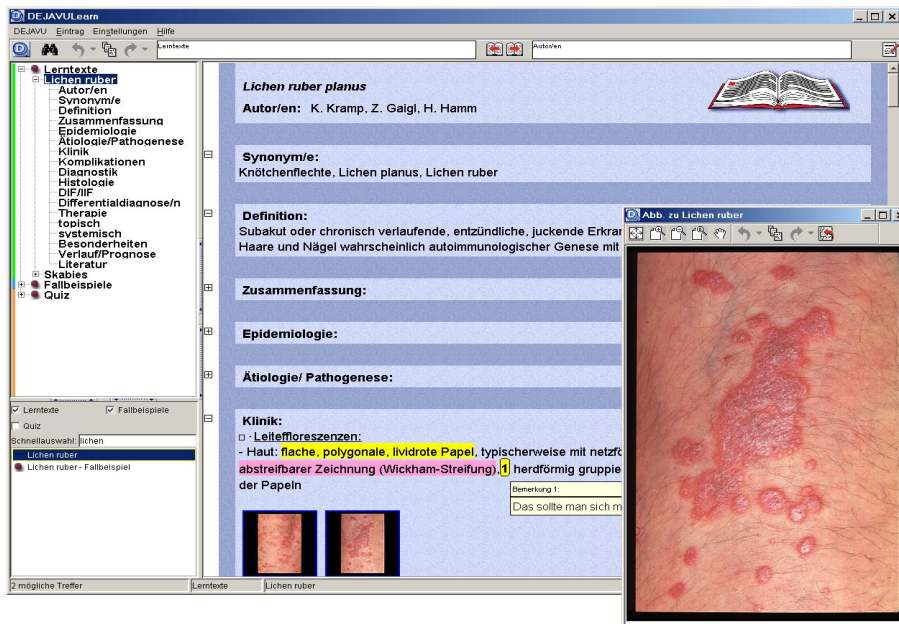 DEJAVULearn
DEJAVU Eintrag Einstellungen Hilfe
Lerntexte
Autor/en
Lerntexte
Lichen ruber
Autor/en
Synonym/e
Definition
Zusammenfassung
Epidemiologie
Ätiologie/Pathogenese
Klinik
Komplikationen
Diagnostik
Histologie
DIF/IIF
Differentialdiagnose/n
Therapie
topisch
systemisch
Besonderheiten
Verlauf/Prognose
Literatur
Skabies
Fallbeispiele
Quiz
Lerntexte Fallbeispiele
Quiz
Schnellauswahl: lichen
Lichen ruber
Lichen ruber - Fallbeispiel
2 mögliche Treffer Lerntexte Lichen ruber
Lichen ruber planus
Autor/en: K. Kramp, Z. Gaigl, H. Hamm
Synonym/e:
Knötchenflechte, Lichen planus, Lichen ruber
Definition:
Subakut oder chronisch verlaufende, entzündliche, juckende Erkra
Haare und Nägel wahrscheinlich autoimmunologischer Genese mit
Zusammenfassung:
Epidemiologie:
Ätiologie/ Pathogenese:
Klinik:
· Leiteffloreszenzen:
- Haut: flache, polygonale, lividrote Papel, typischerweise mit netzfö
abstreifbarer Zeichnung (Wickham-Streifung),1 herdförmig gruppie
der Papeln
Bemerkung 1:
Das sollte man sich m
Abb. zu Lichen ruber